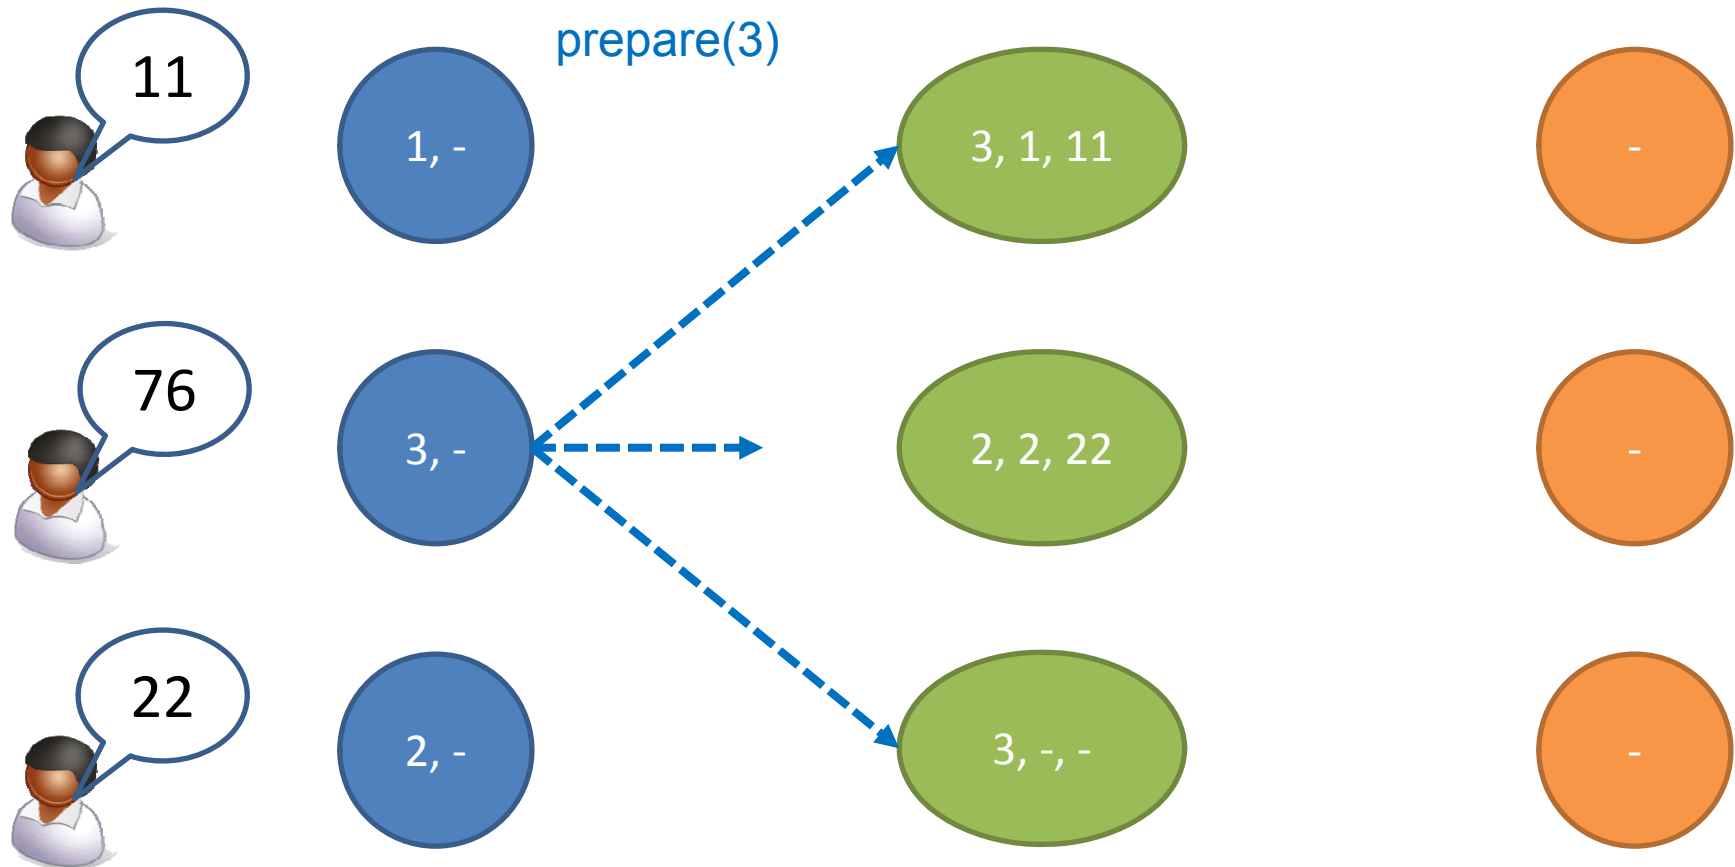 prepare(3)
11
1, -
3, 1, 11
-
76
3, -
2, 2, 22
-
22
2, -
3, -, -
-